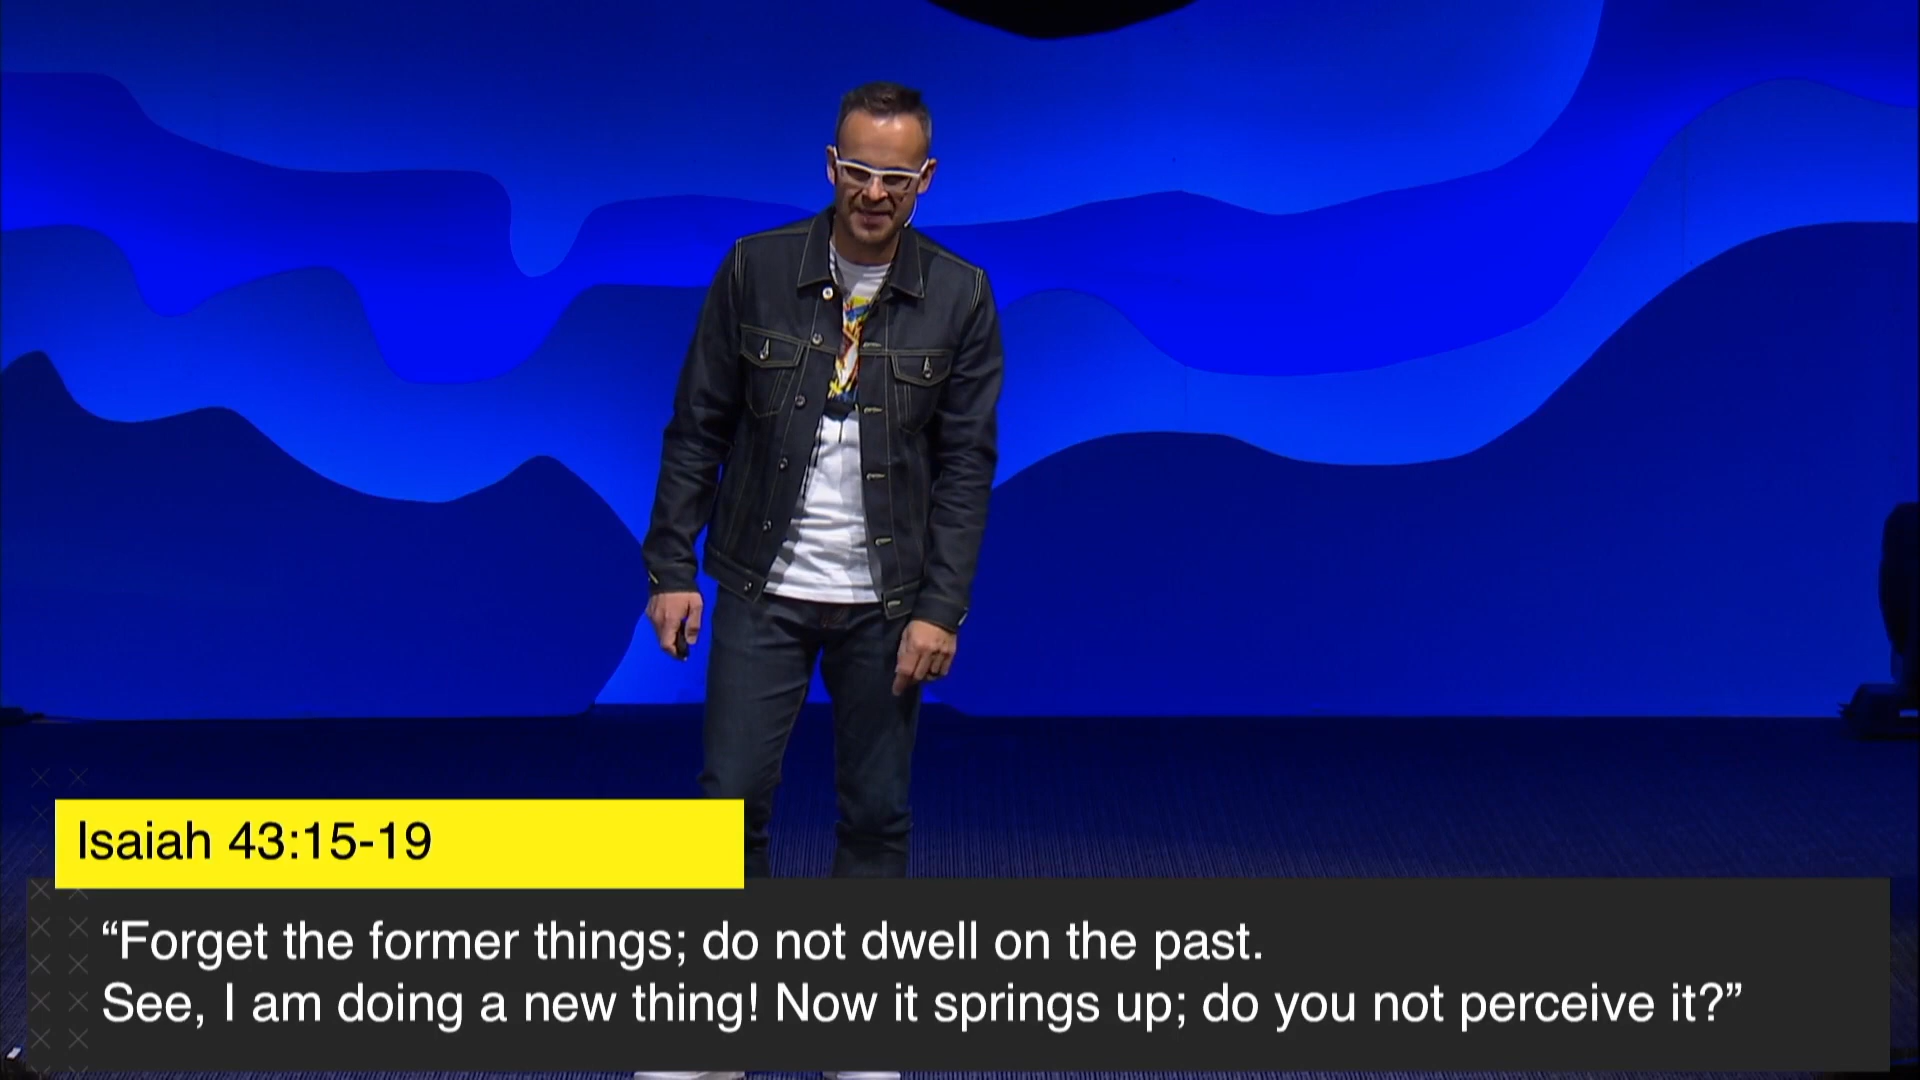 Isaiah 43:15-19
“Forget the former things; do not dwell on the past.
See, I am doing a new thing! Now it springs up; do you not perceive it?”